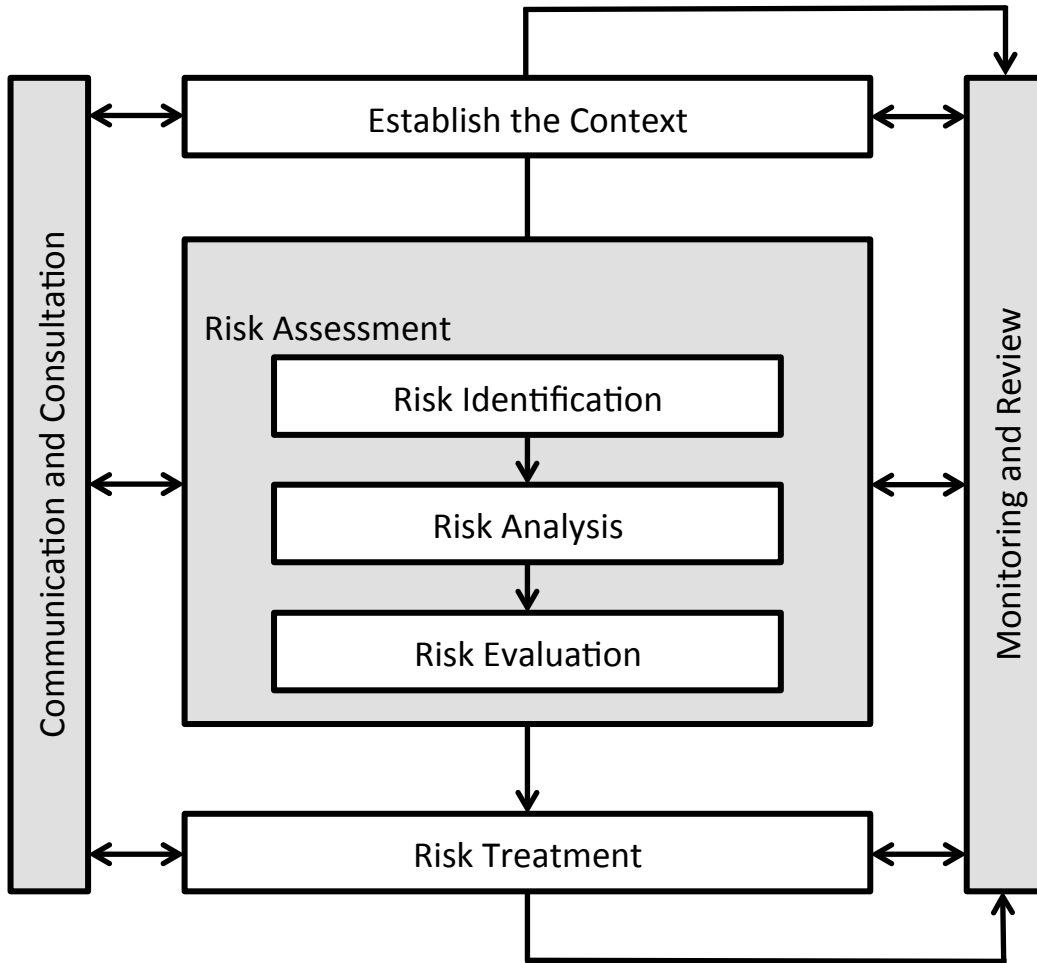 Establish the Context
Communication and Consultation
Risk Assessment
Risk Identification
Risk Analysis
Risk Evaluation
Monitoring and Review
Risk Treatment